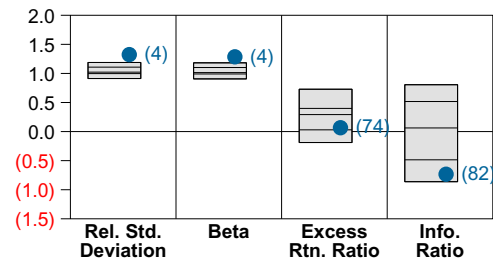 2.0
1.5
1.0
0.5
0.0
(0.5)
(1.0)
(1.5)
(4)
(4)
(74)
(82)
Rel. Std.
Deviation
Beta
Excess
Rtn. Ratio
Info.
Ratio